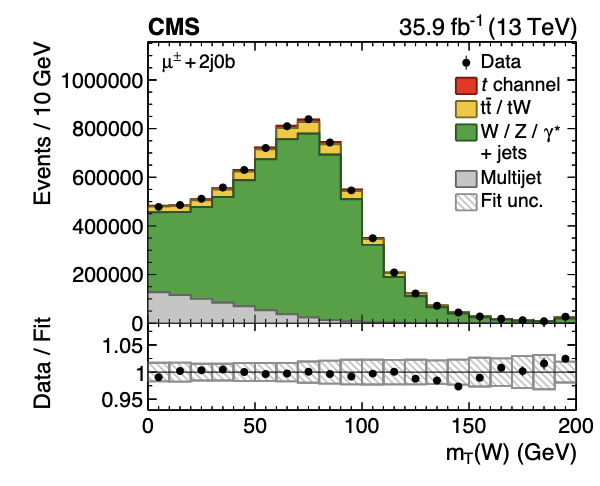 CMS 35.9 fb⁻¹ (13 TeV)
μ± + 2j0b
Data
t channel
tt̄ / tW
W / Z / γ*
+ jets
Multijet
Fit unc.
Events / 10 GeV
1000000
800000
600000
400000
200000
0
Data / Fit
1.05
1
0.95
0 50 100 150 200
m_T(W) (GeV)